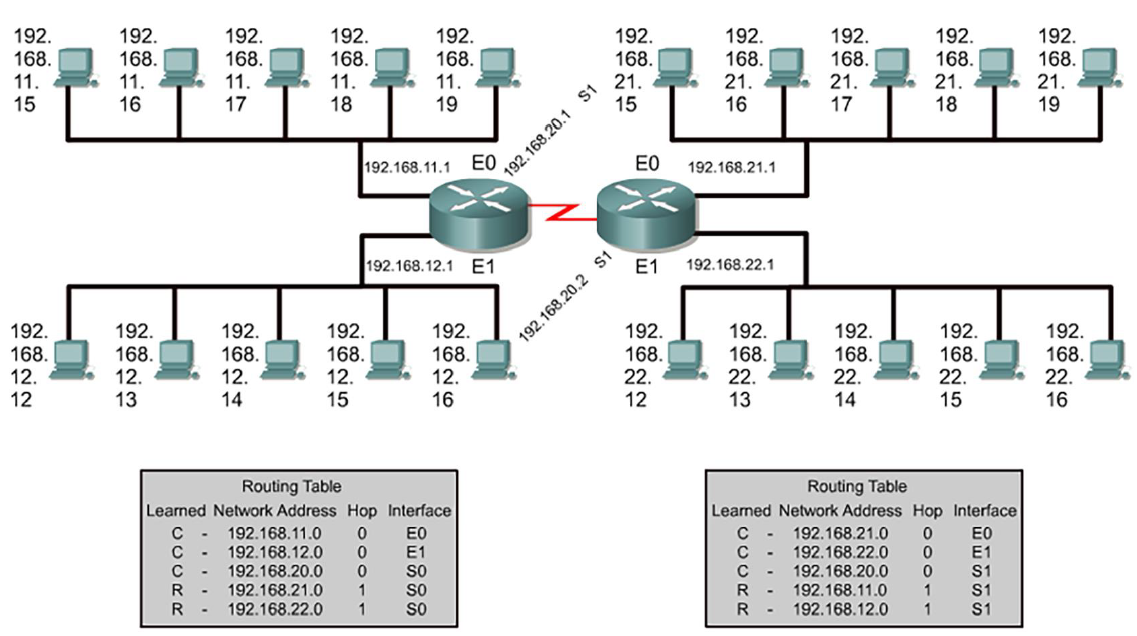 192. 192. 192. 192. 192. 192. 192. 192. 192. 192.
168. 168. 168. 168. 168. 168. 168. 168. 168. 168.
11. 11. 11. 11. 11. 21. 21. 21. 21. 21.
15 16 17 18 19 15 16 17 18 19
192.168.20.1 S1
192.168.11.1 E0 E0 192.168.21.1
192.168.12.1 E1 E1 192.168.22.1
192.168.20.2 S1
192. 192. 192. 192. 192. 192. 192. 192. 192. 192.
168. 168. 168. 168. 168. 168. 168. 168. 168. 168.
12. 12. 12. 12. 12. 22. 22. 22. 22. 22.
12 13 14 15 16 12 13 14 15 16
Routing Table
Learned Network Address Hop Interface
C - 192.168.11.0 0 E0
C - 192.168.12.0 0 E1
C - 192.168.20.0 0 S0
R - 192.168.21.0 1 S0
R - 192.168.22.0 1 S0
Routing Table
Learned Network Address Hop Interface
C - 192.168.21.0 0 E0
C - 192.168.22.0 0 E1
C - 192.168.20.0 0 S1
R - 192.168.11.0 1 S1
R - 192.168.12.0 1 S1